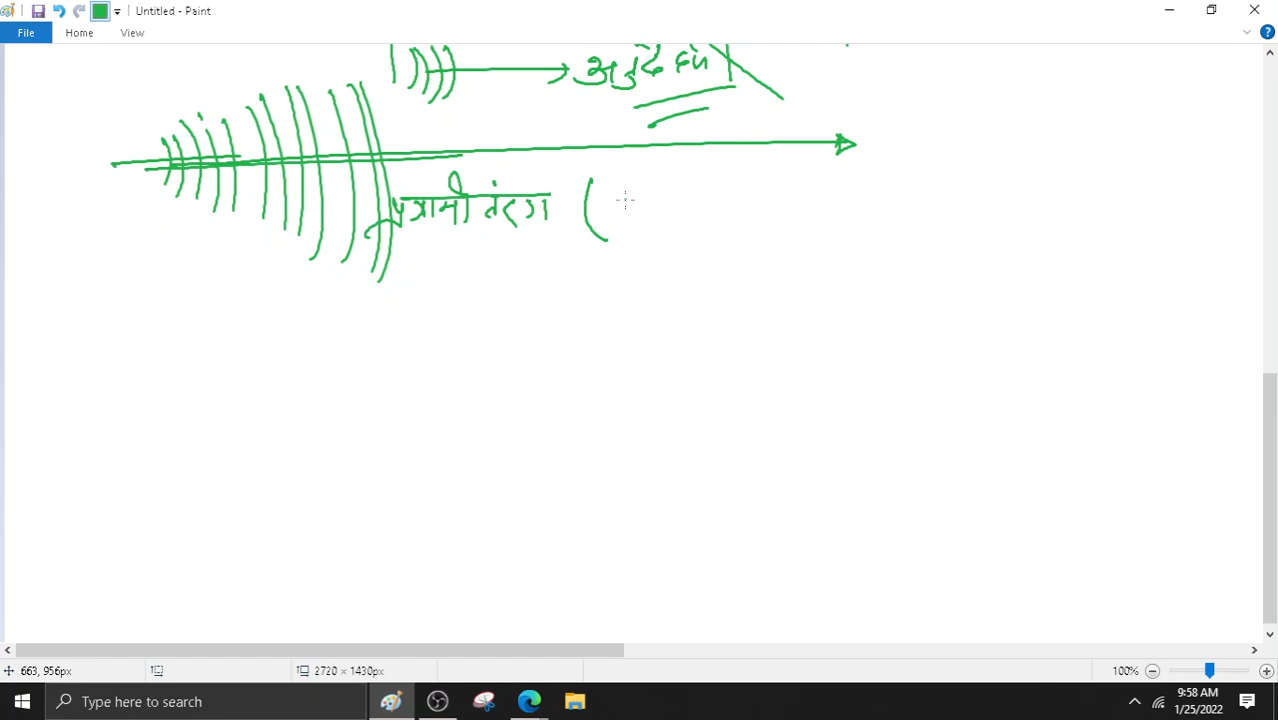 Untitled - Paint
File Home View
अनुदैर्ध्य
प्रगामी तंरग (
663, 956px 2720 × 1430px 100%
Type here to search 9:58 AM
1/25/2022